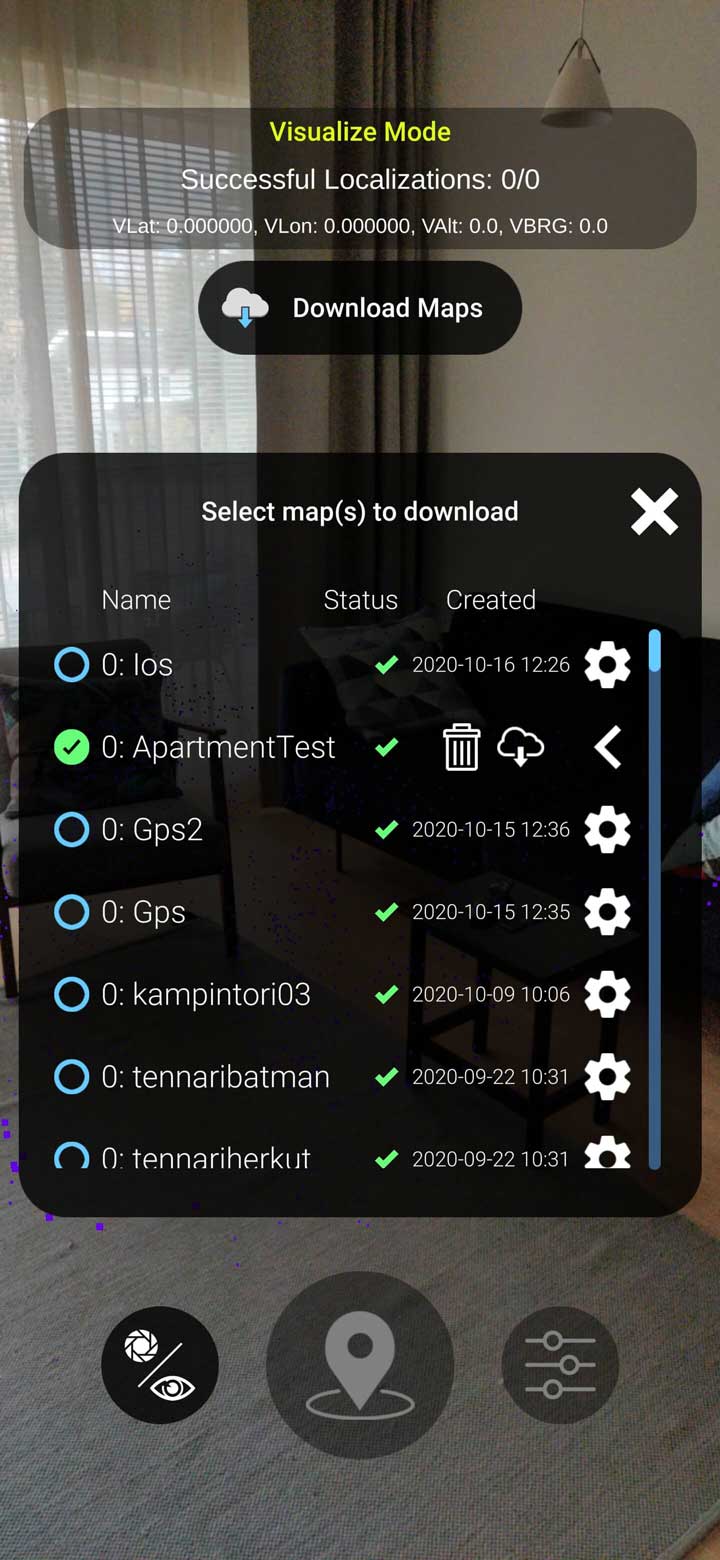 Visualize Mode
Successful Localizations: 0/0
VLat: 0.000000, VLon: 0.000000, VAlt: 0.0, VBRG: 0.0
Download Maps
Select map(s) to download
Name Status Created
0: Ios 2020-10-16 12:26
0: ApartmentTest
0: Gps2 2020-10-15 12:36
0: Gps 2020-10-15 12:35
0: kampintori03 2020-10-09 10:06
0: tennaribatman 2020-09-22 10:31
0: tennariherkut 2020-09-22 10:31